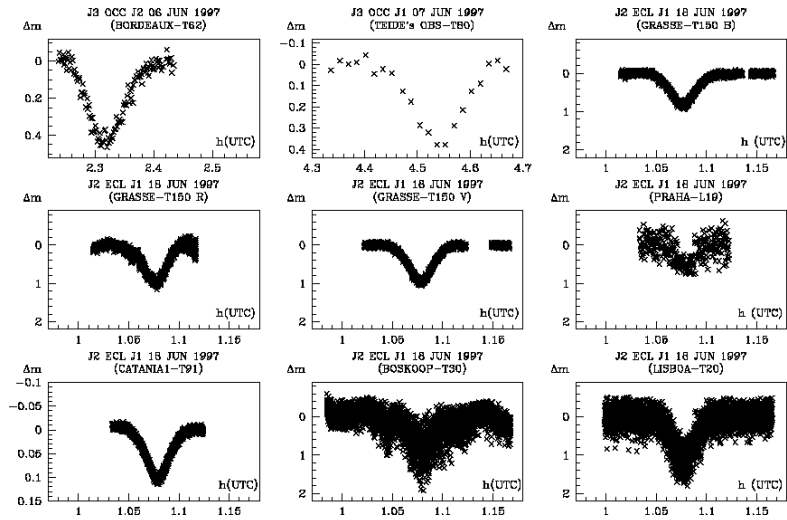 J3 OCC J2 06 JUN 1997
(BORDEAUX-T62)
Δm
0
0.2
0.4
h(UTC)
2.3
2.4
2.5
J3 OCC J1 07 JUN 1997
(TEIDE's OBS-T80)
Δm
-0.1
0
0.1
0.2
0.3
0.4
h(UTC)
4.3
4.4
4.5
4.6
4.7
J2 ECL J1 18 JUN 1997
(GRASSE-T150 B)
Δm
0
1
2
h(UTC)
1
1.05
1.1
1.15
J2 ECL J1 18 JUN 1997
(GRASSE-T150 R)
Δm
0
1
2
h(UTC)
1
1.05
1.1
1.15
J2 ECL J1 18 JUN 1997
(GRASSE-T150 V)
Δm
0
1
2
h(UTC)
1
1.05
1.1
1.15
J2 ECL J1 18 JUN 1997
(PRAHA-L19)
Δm
0
1
2
h(UTC)
1
1.05
1.1
1.15
J2 ECL J1 18 JUN 1997
(CATANIA1-T91)
Δm
-0.1
-0.05
0
0.05
0.1
0.15
h(UTC)
1
1.05
1.1
1.15
J2 ECL J1 18 JUN 1997
(BOSKOOP-T30)
Δm
0
1
2
h(UTC)
1
1.05
1.1
1.15
J2 ECL J1 18 JUN 1997
(LISBOA-T20)
Δm
0
1
2
h(UTC)
1
1.05
1.1
1.15